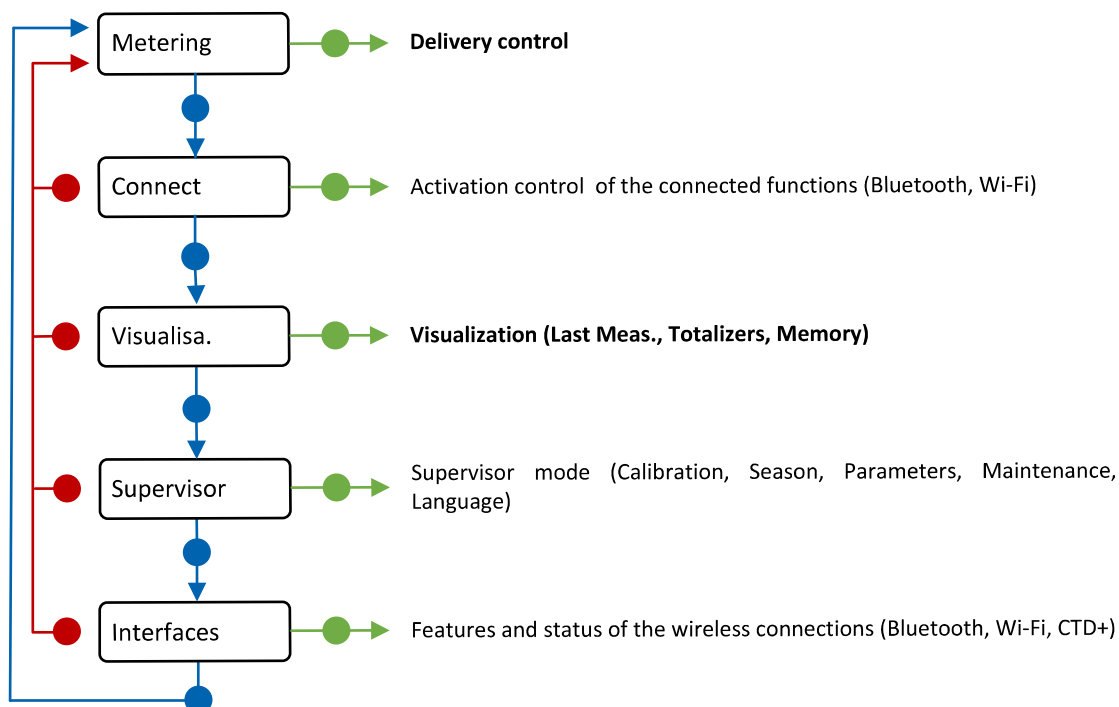 Metering
Delivery control
Connect
Activation control  of the connected functions (Bluetooth, Wi-Fi)
Visualisa.
Visualization (Last Meas., Totalizers, Memory)
Supervisor
Supervisor mode (Calibration, Season, Parameters, Maintenance,
Language)
Interfaces
Features and status of the wireless connections (Bluetooth, Wi-Fi, CTD+)